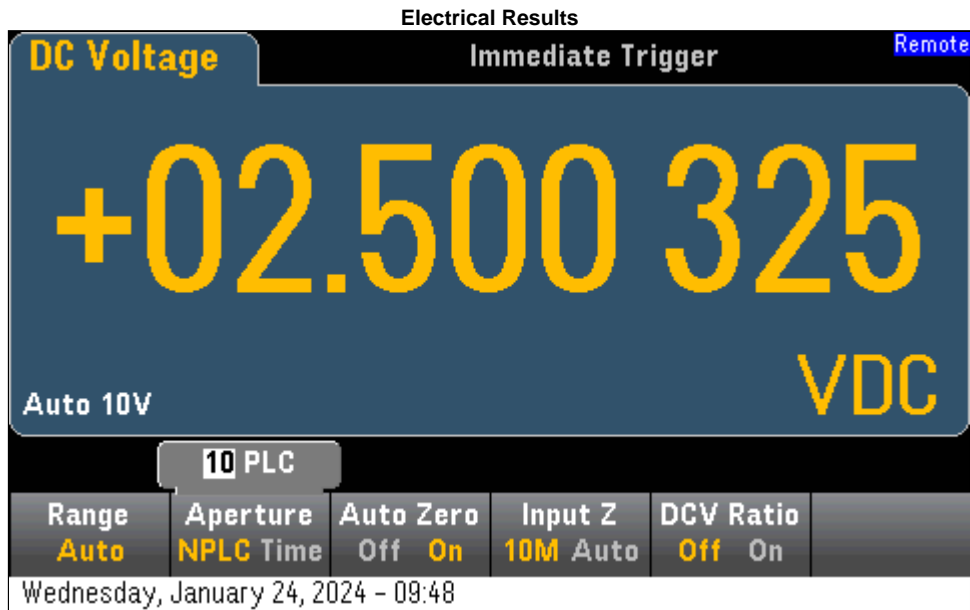 Electrical Results
DC Voltage Immediate Trigger Remote
+02.500 325
VDC
Auto 10V
10 PLC
Range Aperture Auto Zero Input Z DCV Ratio
Auto NPLC Time Off On 10M Auto Off On
Wednesday, January 24, 2024 – 09:48